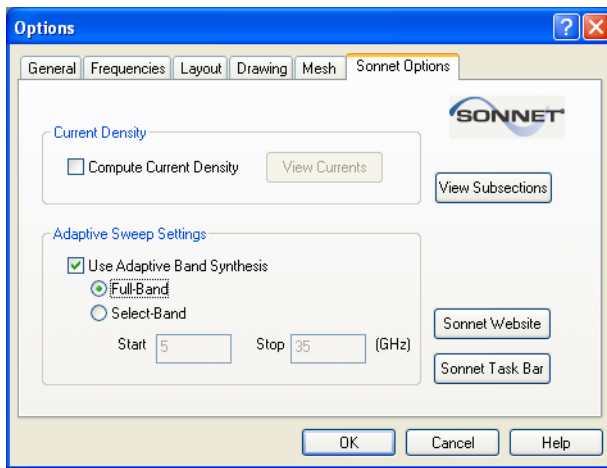 Options
General Frequencies Layout Drawing Mesh Sonnet Options
SONNET
Current Density
Compute Current Density View Currents
View Subsections
Adaptive Sweep Settings
Use Adaptive Band Synthesis
Full-Band
Select-Band
Start 5 Stop 35 (GHz)
Sonnet Website
Sonnet Task Bar
OK Cancel Help